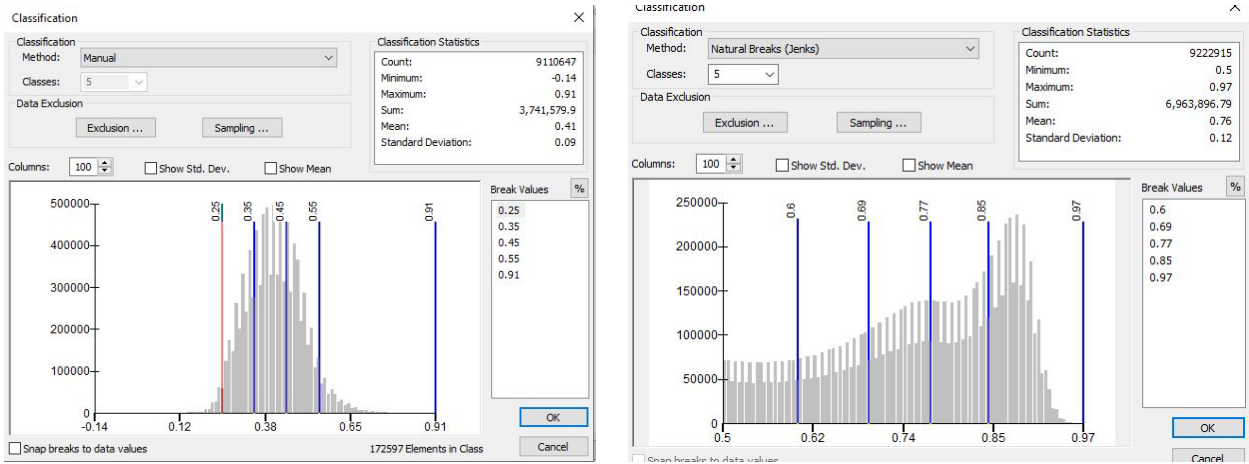 Classification
Classification
Method: Manual
Classes: 5
Data Exclusion
Exclusion ... Sampling ...
Classification Statistics
Count: 9110647
Minimum: -0.14
Maximum: 0.91
Sum: 3,741,579.9
Mean: 0.41
Standard Deviation: 0.09
Columns: 100 Show Std. Dev. Show Mean
Break Values %
0.25
0.35
0.45
0.55
0.91
0.25 0.35 0.45 0.55 0.91
500000
400000
300000
200000
100000
0
-0.14 0.12 0.38 0.65 0.91
OK
Snap breaks to data values 172597 Elements in Class Cancel
Classification
Classification
Method: Natural Breaks (Jenks)
Classes: 5
Data Exclusion
Exclusion ... Sampling ...
Classification Statistics
Count: 9222915
Minimum: 0.5
Maximum: 0.97
Sum: 6,963,896.79
Mean: 0.76
Standard Deviation: 0.12
Columns: 100 Show Std. Dev. Show Mean
Break Values %
0.6
0.69
0.77
0.85
0.97
0.6 0.69 0.77 0.85 0.97
250000
200000
150000
100000
50000
0
0.5 0.62 0.74 0.85 0.97
OK
Snap breaks to data values Cancel